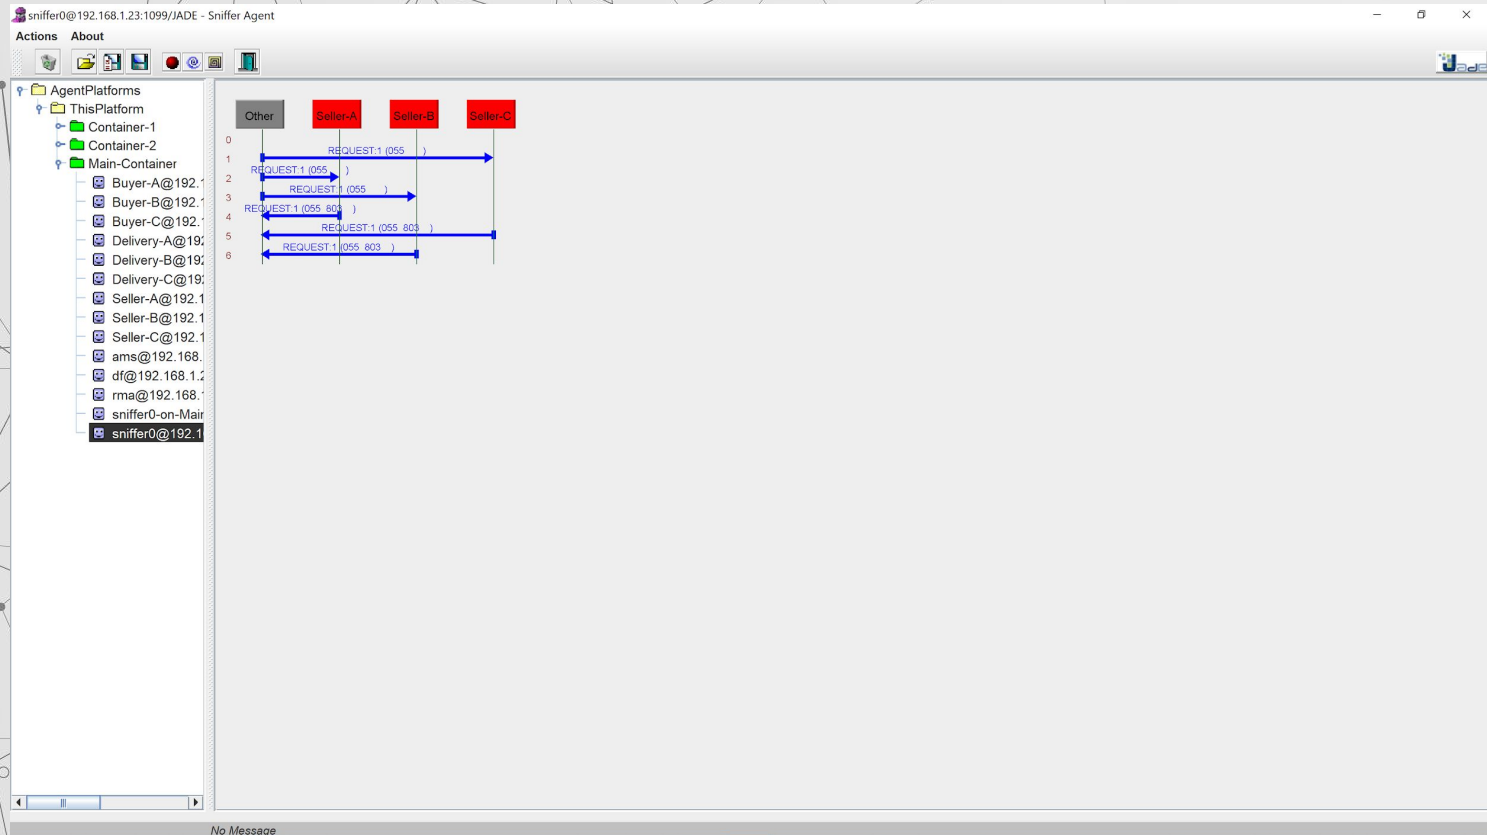 sniffer0@192.168.1.23:1099/JADE - Sniffer Agent
Actions About
Jade
AgentPlatforms
ThisPlatform
Container-1
Container-2
Main-Container
Buyer-A@192.1
Buyer-B@192.
Buyer-C@192.
Delivery-A@192
Delivery-B@192
Delivery-C@192
Seller-A@192.1
Seller-B@192.1
Seller-C@192.1
ams@192.168.
df@192.168.1.2
rma@192.168.
sniffer0-on-Mair
sniffer0@192.1
Other Seller-A Seller-B Seller-C
0
1 REQUEST:1 (055 )
2 REQUEST:1 (055 )
3 REQUEST:1 (055 )
4 REQUEST:1 (055 803 )
5 REQUEST:1 (055 803 )
6 REQUEST:1 (055 803 )
No Message